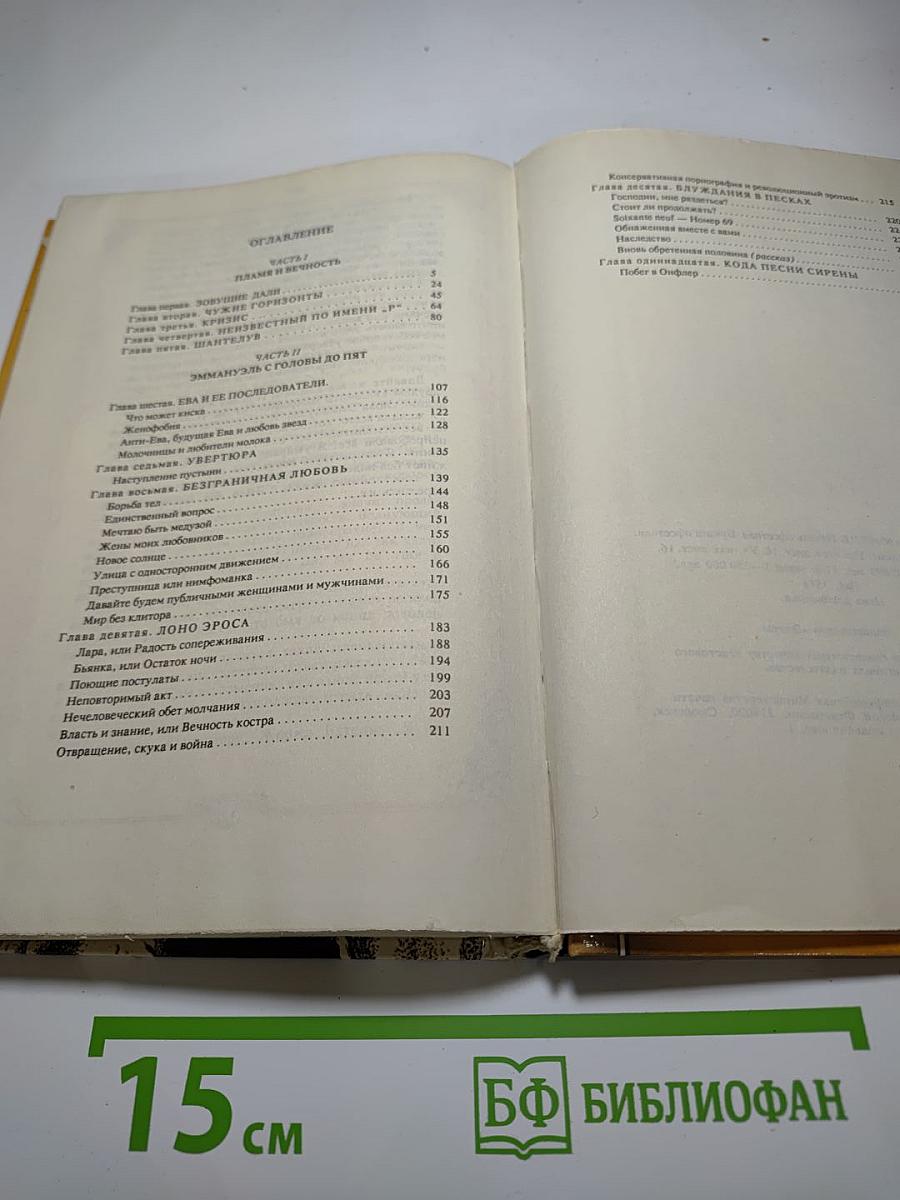 ОГЛАВЛЕНИЕ
ЧАСТЬ I
ПЛАМЯ И ВЕЧНОСТЬ
Глава первая. ЗОВУЩИЕ ДАЛИ 5
Глава вторая. ЧУЖИЕ ГОРИЗОНТЫ 24
Глава третья. КРИЗИС 45
Глава четвертая. НЕИЗВЕСТНЫЙ ПО ИМЕНИ „Р" 64
Глава пятая. ШАНТЕЛУВ 80
ЧАСТЬ II
ЭММАНУЭЛЬ С ГОЛОВЫ ДО ПЯТ
Глава шестая. ЕВА И ЕЕ ПОСЛЕДОВАТЕЛИ.
Что может киска 107
Женофобия 116
Анти-Ева, будущая Ева и любовь звезд 122
Молочницы и любители молока 128
Глава седьмая. УВЕРТЮРА
Наступление пустыни 135
Глава восьмая. БЕЗГРАНИЧНАЯ ЛЮБОВЬ
Борьба тел 139
Единственный вопрос 144
Мечтаю быть медузой 148
Жены моих любовников 151
Новое солнце 155
Улица с односторонним движением 160
Преступница или нимфоманка 166
Давайте будем публичными женщинами и мужчинами 171
Мир без клитора 175
Глава девятая. ЛОНО ЭРОСА
Лара, или Радость сопереживания 183
Бьянка, или Остаток ночи 188
Поющие постулаты 194
Неповторимый акт 199
Нечеловеческий обет молчания 203
Власть и знание, или Вечность костра 207
Отвращение, скука и война 211
Консервативная порнография и революционный эротизм 215
Глава десятая. БЛУЖДАНИЯ В ПЕСКАХ
Господин, мне раздеться? 220
Стоит ли продолжать?
Soixante neuf — Номер 69
Обнаженная вместе с вами
Наследство
Вновь обретенная половина (рассказ)
Глава одиннадцатая. КОДА ПЕСНИ СИРЕНЫ
Побег в Онфлер
15 см
БФ БИБЛИОФАН